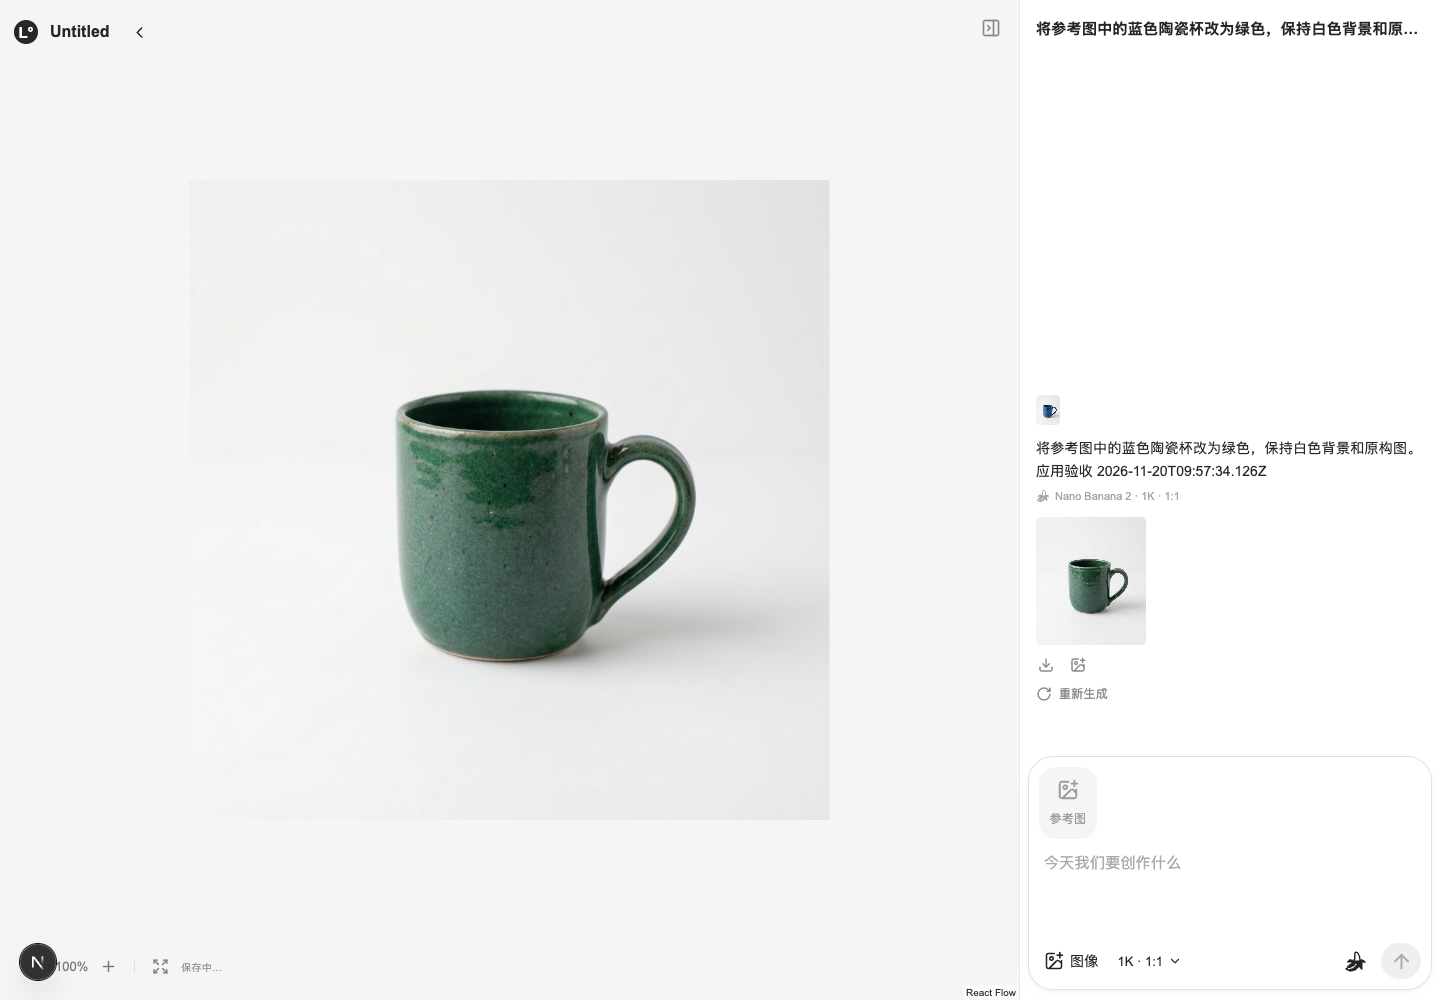 L°
Untitled
将参考图中的蓝色陶瓷杯改为绿色，保持白色背景和原...
将参考图中的蓝色陶瓷杯改为绿色，保持白色背景和原构图。
应用验收 2026-11-20T09:57:34.126Z
Nano Banana 2 · 1K · 1:1
重新生成
参考图
今天我们要创作什么
图像
1K · 1:1
N
100%
保存中...
React Flow